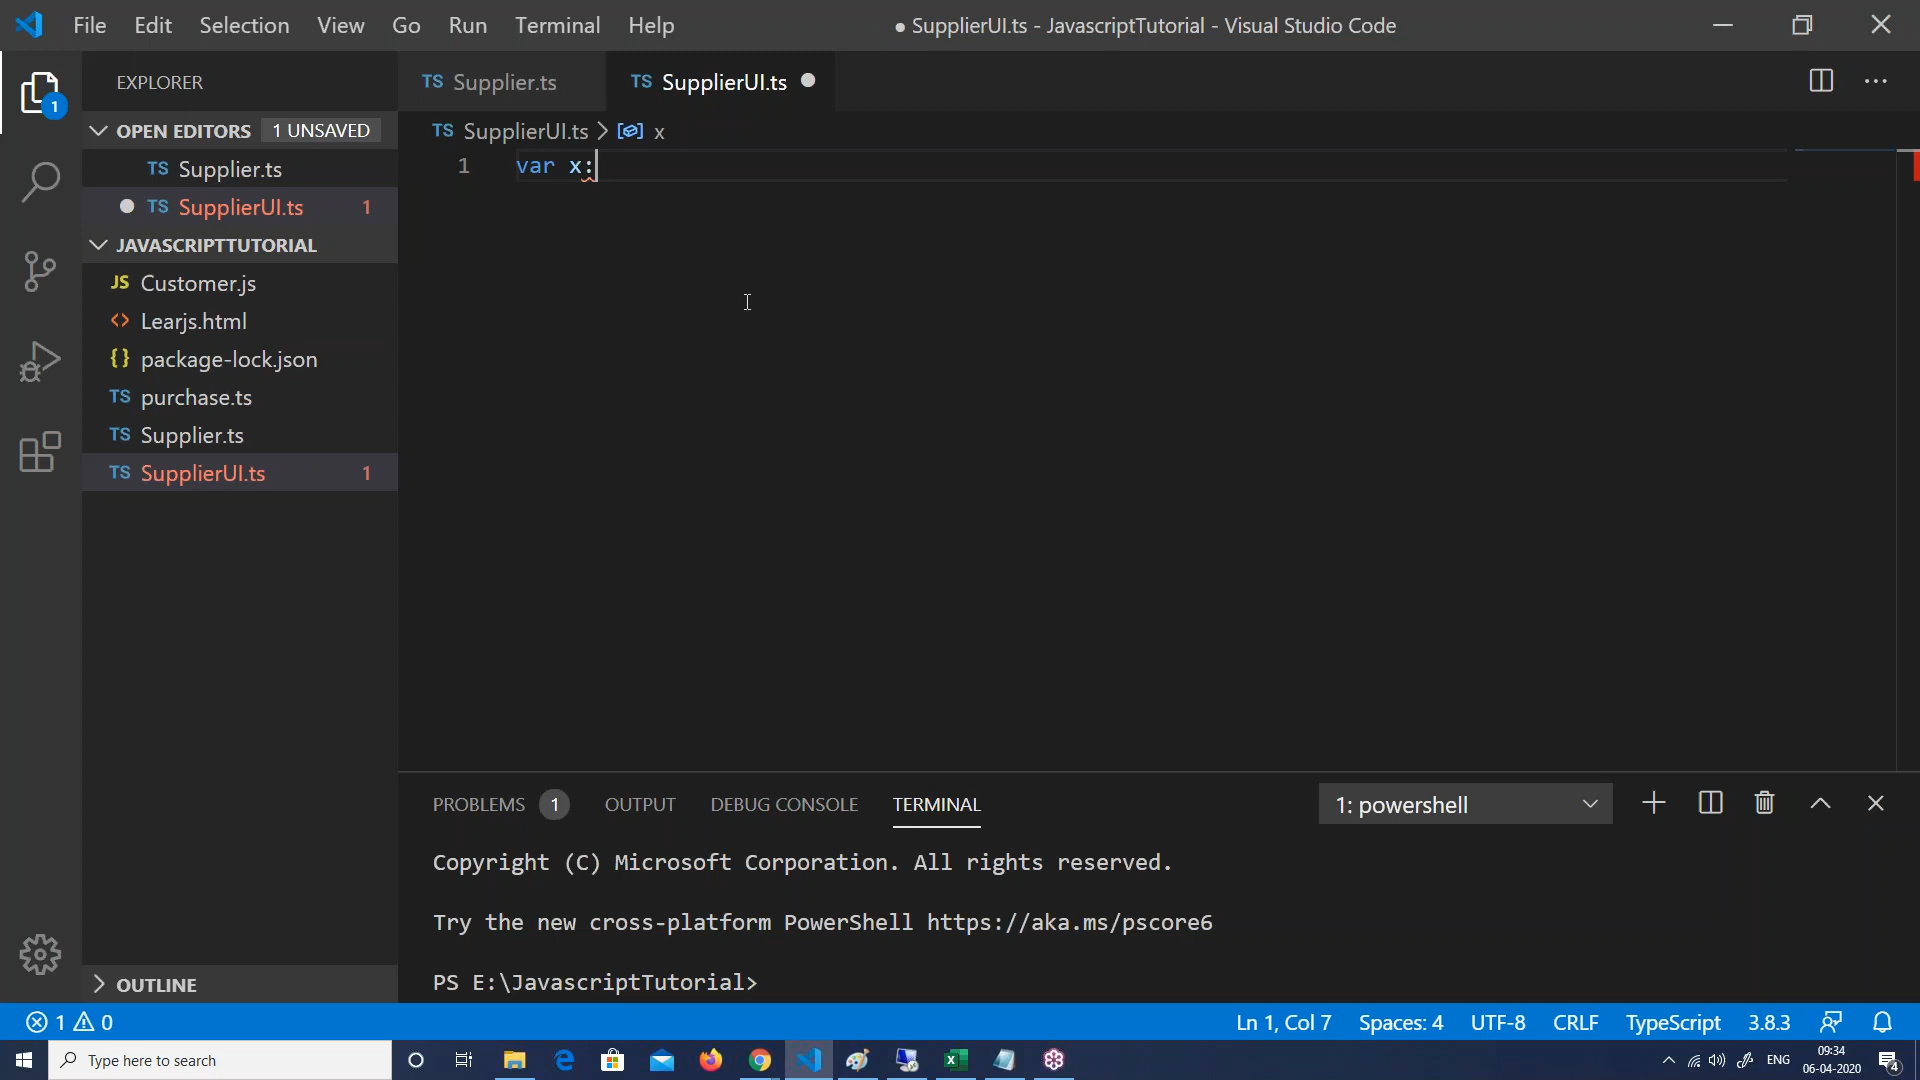 File Edit Selection View Go Run Terminal Help
● SupplierUI.ts - JavascriptTutorial - Visual Studio Code
EXPLORER
1
OPEN EDITORS 1 UNSAVED
TS Supplier.ts
TS SupplierUI.ts 1
JAVASCRIPTTUTORIAL
JS Customer.js
<> Learjs.html
{} package-lock.json
TS purchase.ts
TS Supplier.ts
TS SupplierUI.ts 1
OUTLINE
TS Supplier.ts TS SupplierUI.ts
TS SupplierUI.ts > x
1 var x:
PROBLEMS 1 OUTPUT DEBUG CONSOLE TERMINAL 1: powershell
Copyright (C) Microsoft Corporation. All rights reserved.
Try the new cross-platform PowerShell https://aka.ms/pscore6
PS E:\JavascriptTutorial>
1 0 Ln 1, Col 7 Spaces: 4 UTF-8 CRLF TypeScript 3.8.3
Type here to search ENG 09:34
06-04-2020 4